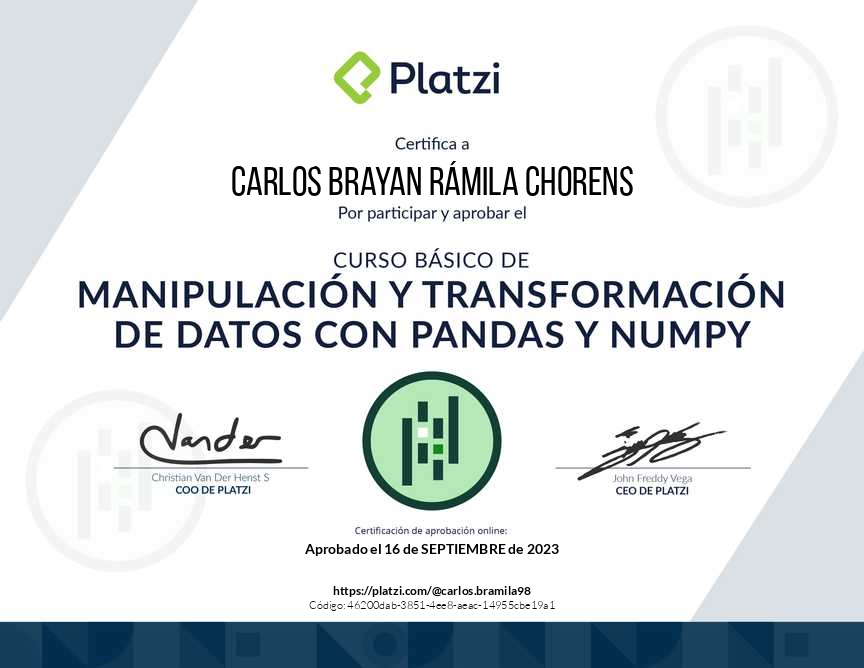 Platzi
Certifica a
CARLOS BRAYAN RÁMILA CHORENS
Por participar y aprobar el
CURSO BÁSICO DE
MANIPULACIÓN Y TRANSFORMACIÓN
DE DATOS CON PANDAS Y NUMPY
Vander
Christian Van Der Henst S
COO DE PLATZI
John Freddy Vega
CEO DE PLATZI
Certificación de aprobación online:
Aprobado el 16 de SEPTIEMBRE de 2023
https://platzi.com/@carlos.bramila98
Código: 46200dab-3851-4ee8-aeac-14955cbe19a1